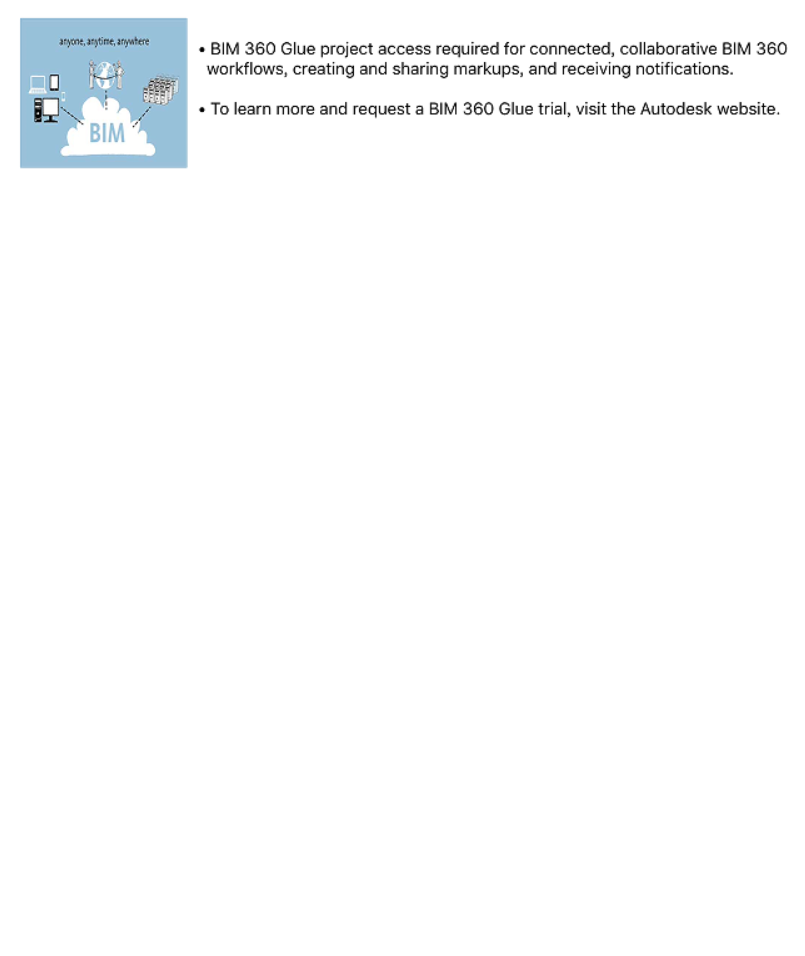 anyone, anytime, anywhere
BIM
• BIM 360 Glue project access required for connected, collaborative BIM 360
workflows, creating and sharing markups, and receiving notifications.
• To learn more and request a BIM 360 Glue trial, visit the Autodesk website.